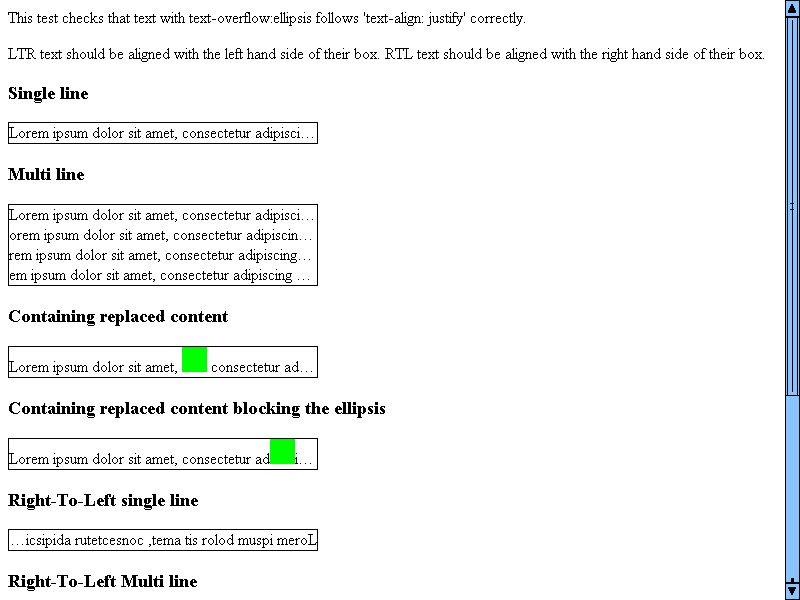 This test checks that text with text-overflow:ellipsis follows 'text-align: justify' correctly.
LTR text should be aligned with the left hand side of their box. RTL text should be aligned with the right hand side of their box.
Single line
Lorem ipsum dolor sit amet, consectetur adipisci…
Multi line
Lorem ipsum dolor sit amet, consectetur adipisci…
orem ipsum dolor sit amet, consectetur adipiscin…
rem ipsum dolor sit amet, consectetur adipiscing…
em ipsum dolor sit amet, consectetur adipiscing …
Containing replaced content
Lorem ipsum dolor sit amet, consectetur ad…
Containing replaced content blocking the ellipsis
Lorem ipsum dolor sit amet, consectetur ad i…
Right-To-Left single line
…icsipida rutetcesnoc ,tema tis rolod muspi meroL
Right-To-Left Multi line